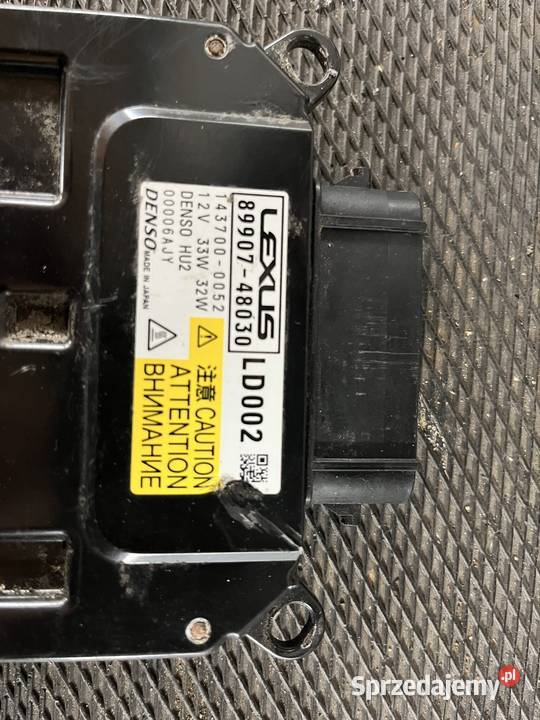 LEXUS
89907-48030 LD002
143700-0052
12V 33W 32W
DENSO HU2
00006AJY
DENSO MADE IN JAPAN
注意 CAUTION
ATTENTION
ВНИМАНИЕ
Sprzedajemy.pl